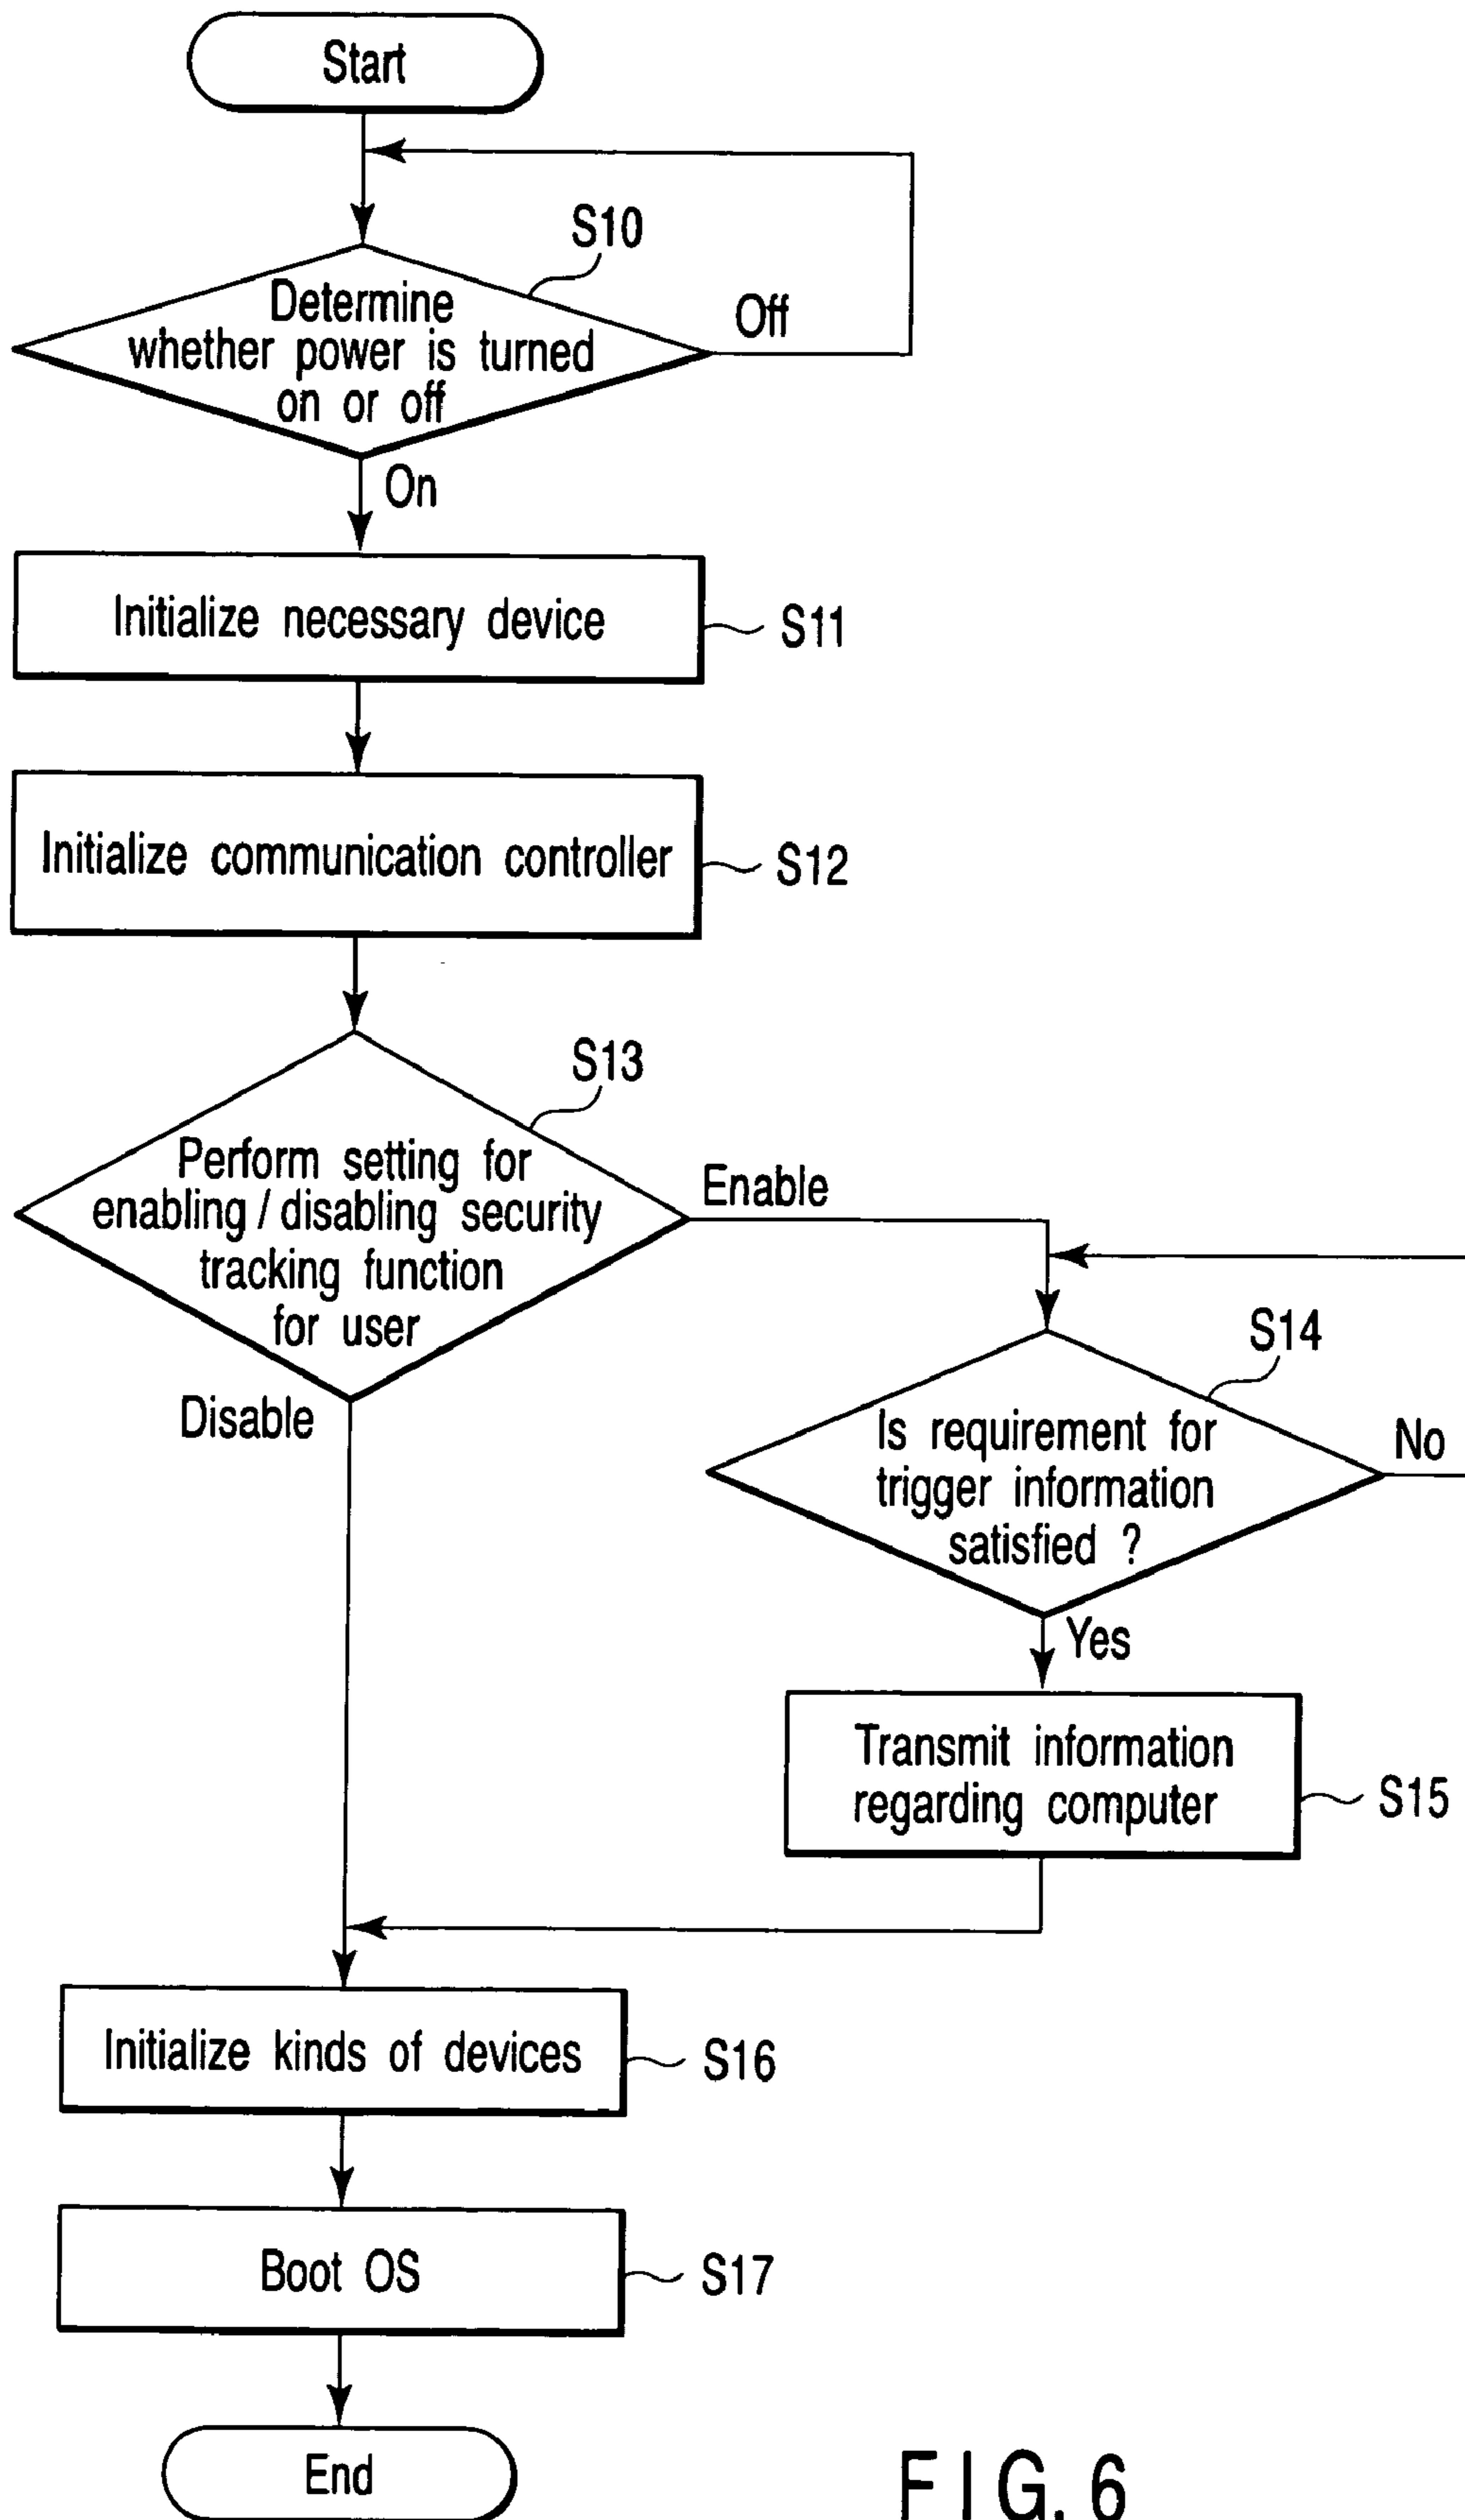 Start
S10
Determine
whether power is turned
on or off
Off
On
Initialize necessary device
S11
Initialize communication controller
S12
S13
Perform setting for
enabling / disabling security
tracking function
for user
Enable
Disable
S14
Is requirement for
trigger information
satisfied ?
No
Yes
Transmit information
regarding computer
S15
Initialize kinds of devices
S16
Boot OS
S17
End
FIG. 6